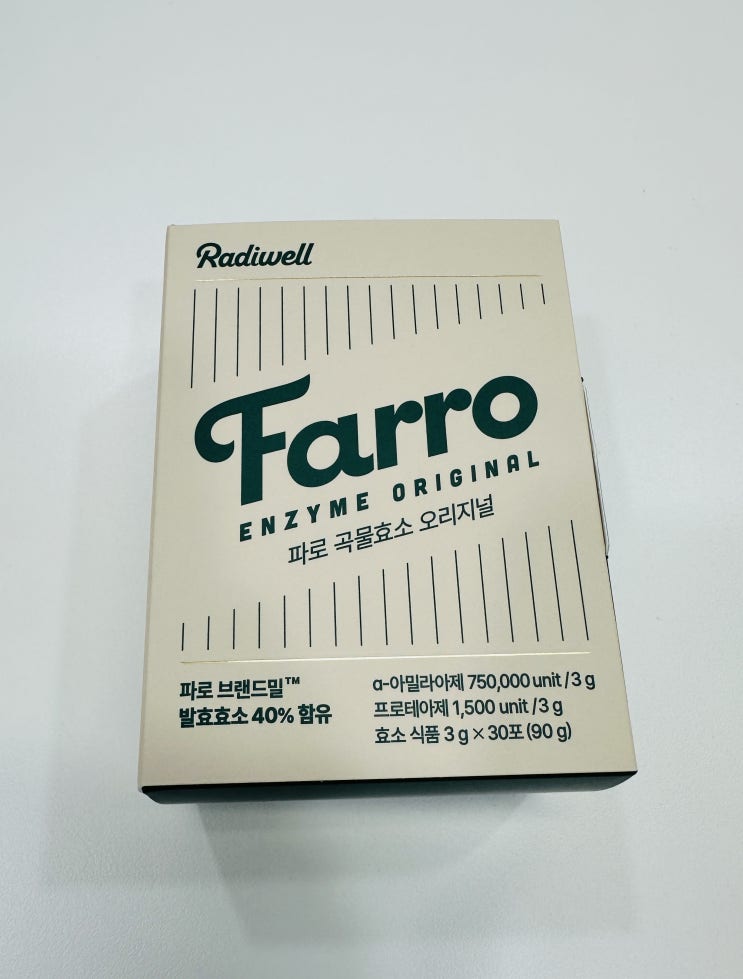 Radiwell
Farro
ENZYME ORIGINAL
파로 곡물효소 오리지널
파로 브랜드밀™
발효효소 40% 함유
α-아밀라아제 750,000 unit / 3 g
프로테아제 1,500 unit / 3 g
효소 식품 3 g × 30포 (90 g)